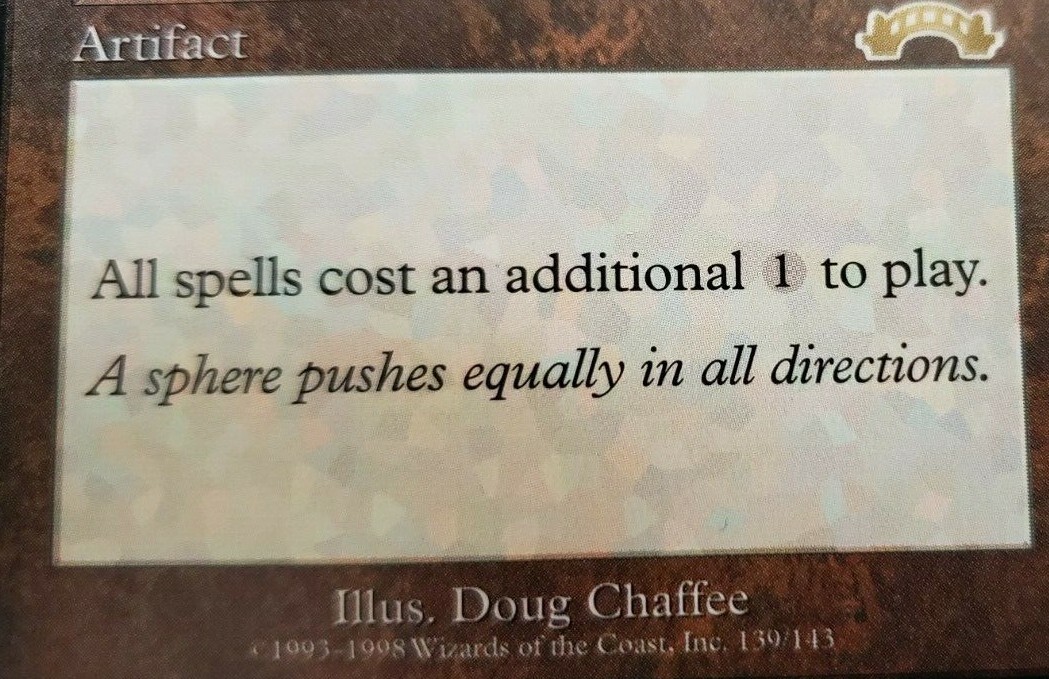 Artifact
All spells cost an additional 1 to play.
A sphere pushes equally in all directions.
Illus. Doug Chaffee
© 1993-1998 Wizards of the Coast, Inc. 139/143